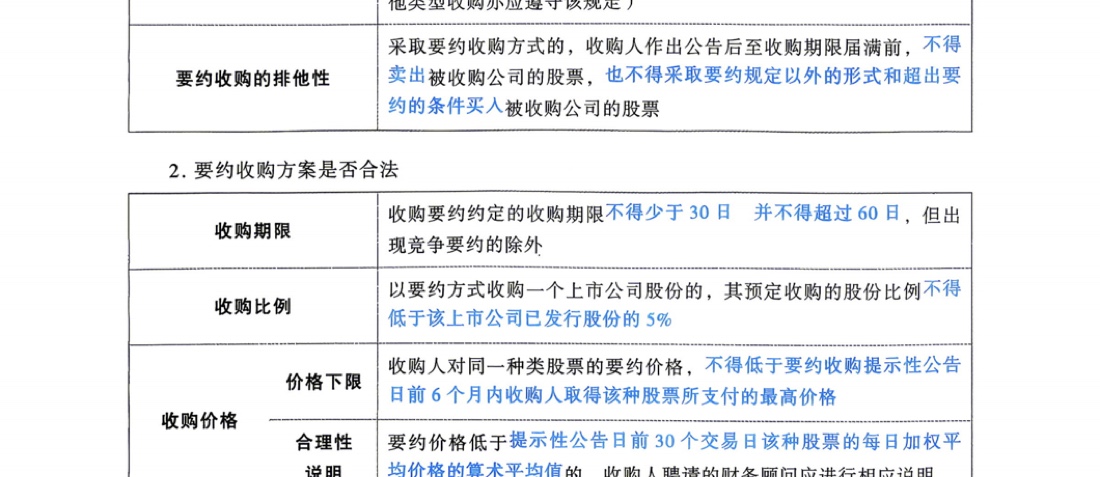 他类型收购亦应遵守该规定）
要约收购的排他性
采取要约收购方式的，收购人作出公告后至收购期限届满前，不得
卖出被收购公司的股票，也不得采取要约规定以外的形式和超出要
约的条件买入被收购公司的股票
2. 要约收购方案是否合法
收购期限
收购要约约定的收购期限不得少于 30 日 并不得超过 60 日，但出
现竞争要约的除外
收购比例
以要约方式收购一个上市公司股份的，其预定收购的股份比例不得
低于该上市公司已发行股份的 5%
收购价格
价格下限
收购人对同一种类股票的要约价格，不得低于要约收购提示性公告
日前 6 个月内收购人取得该种股票所支付的最高价格
合理性
说明
要约价格低于提示性公告日前 30 个交易日该种股票的每日加权平
均价格的算术平均值的，收购人聘请的财务顾问应进行相应说明